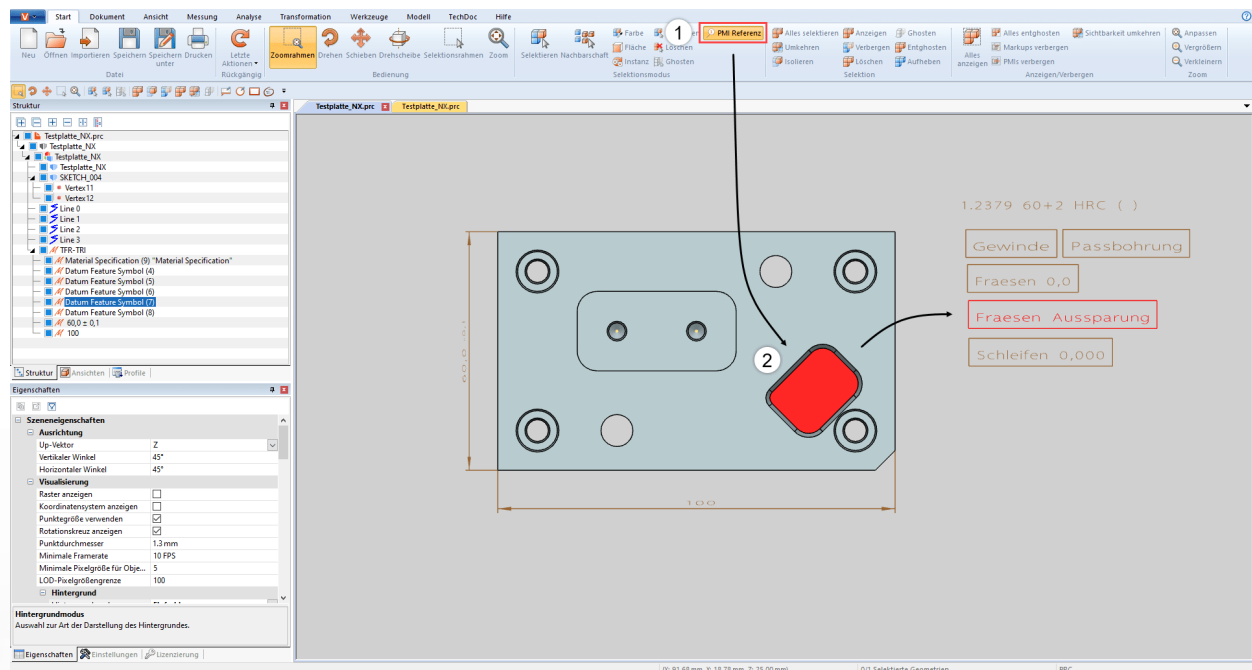 Start Dokument Ansicht Messung Analyse Transformation Werkzeuge Modell TechDoc Hilfe
Neu Öffnen Importieren Speichern Speichern unter Drucken
Datei
Letzte Aktionen
Rückgängig
Zoomrahmen Drehen Schieben Drehscheibe Selektionsrahmen Zoom
Bedienung
Selektieren Nachbarschaft
Farbe
Fläche Löschen
Instanz Ghosten
1
PMI Referenz
Selektionsmodus
Alles selektieren Anzeigen Ghosten
Umkehren Verbergen Entghosten
Isolieren Löschen Aufheben
Selektion
Alles anzeigen
Alles entghosten Sichtbarkeit umkehren
Markups verbergen
PMIs verbergen
Anzeigen/Verbergen
Anpassen
Vergrößern
Verkleinern
Zoom
Struktur
Testplatte_NX.prc
Testplatte_NX
Testplatte_NX
Testplatte_NX
SKETCH_004
Vertex11
Vertex12
Line 0
Line 1
Line 2
Line 3
TFR-TRI
Material Specification (9) "Material Specification"
Datum Feature Symbol (4)
Datum Feature Symbol (5)
Datum Feature Symbol (6)
Datum Feature Symbol (7)
Datum Feature Symbol (8)
60,0 ± 0,1
100
Struktur Ansichten Profile
Eigenschaften
Szeneneigenschaften
Ausrichtung
Up-Vektor Z
Vertikaler Winkel 45°
Horizontaler Winkel 45°
Visualisierung
Raster anzeigen
Koordinatensystem anzeigen
Punktegröße verwenden
Rotationskreuz anzeigen
Punktdurchmesser 1.3 mm
Minimale Framerate 10 FPS
Minimale Pixelgröße für Obje... 5
LOD-Pixelgrößengrenze 100
Hintergrund
Hintergrundmodus
Auswahl zur Art der Darstellung des Hintergrundes.
Eigenschaften Einstellungen Lizenzierung
Testplatte_NX.prc Testplatte_NX.prc
1.2379 60+2 HRC ( )
Gewinde Passbohrung
Fraesen 0,0
Fraesen Aussparung
Schleifen 0,000
2
100
0/1 Selektierte Geometrien